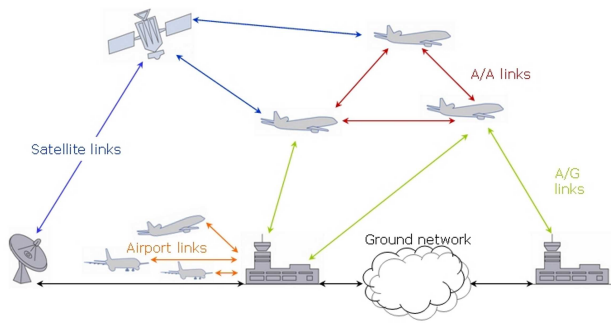 A/A links
Satellite links
A/G
links
Airport links
Ground network